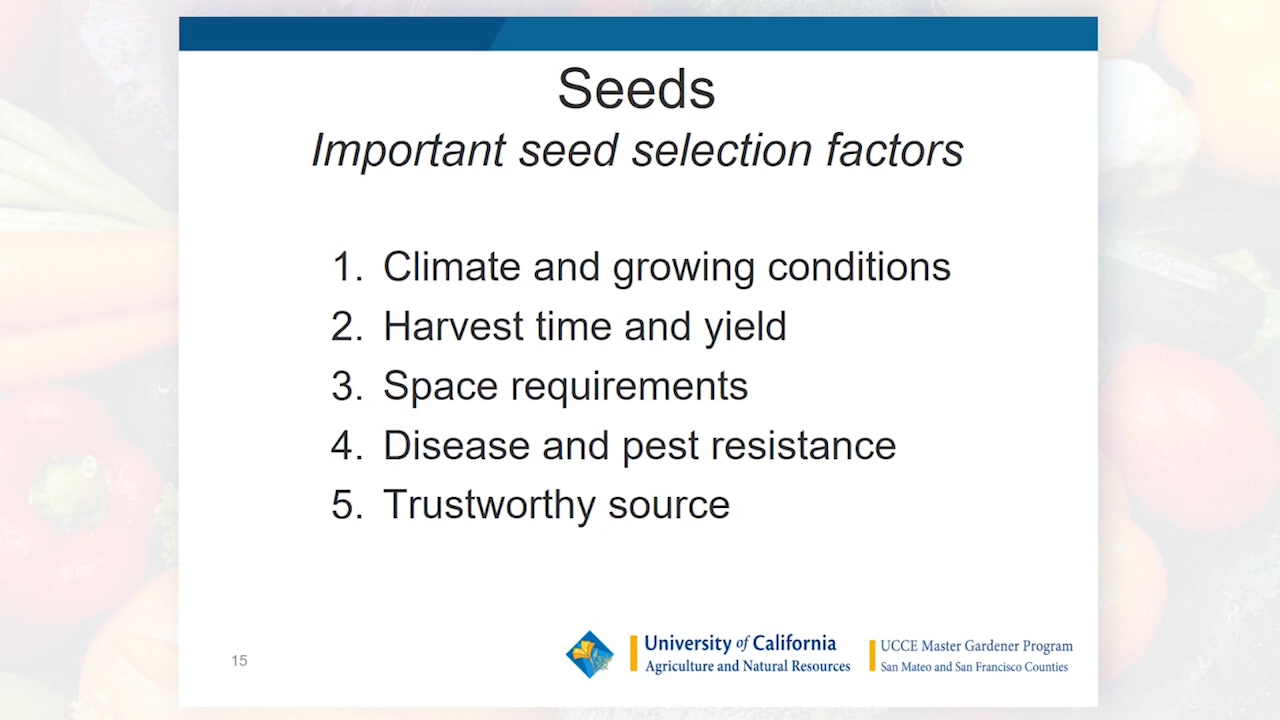 Seeds
Important seed selection factors
1. Climate and growing conditions
2. Harvest time and yield
3. Space requirements
4. Disease and pest resistance
5. Trustworthy source
15
University of California
Agriculture and Natural Resources
UCCE Master Gardener Program
San Mateo and San Francisco Counties